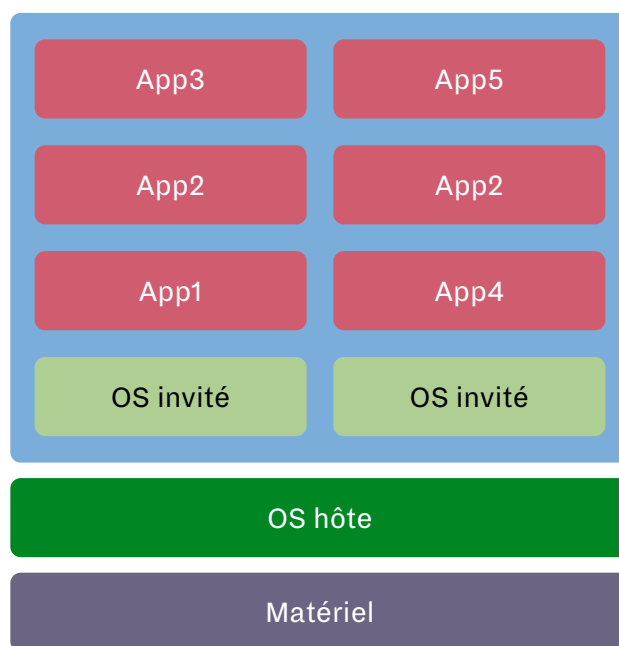 App3
App5
App2
App2
App1
App4
OS invité
OS invité
OS hôte
Matériel